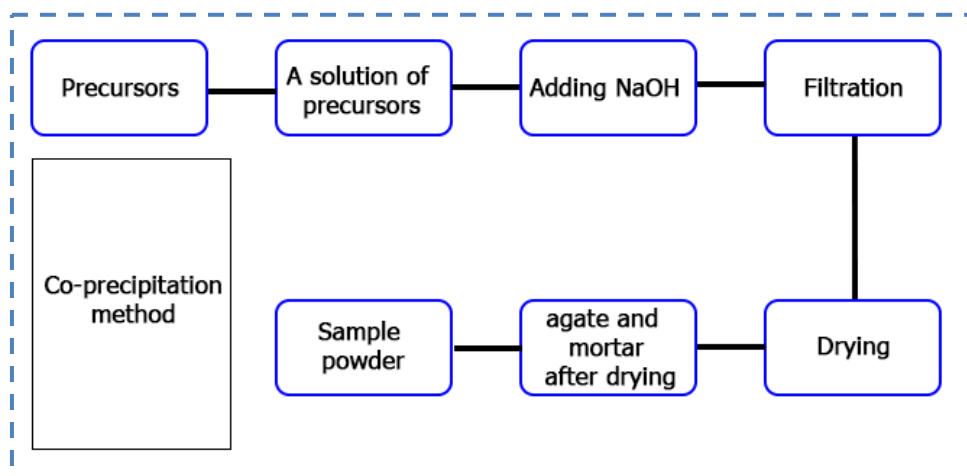 Precursors
A solution of
precursors
Adding NaOH
Filtration
Co-precipitation
method
Sample
powder
agate and
mortar
after drying
Drying